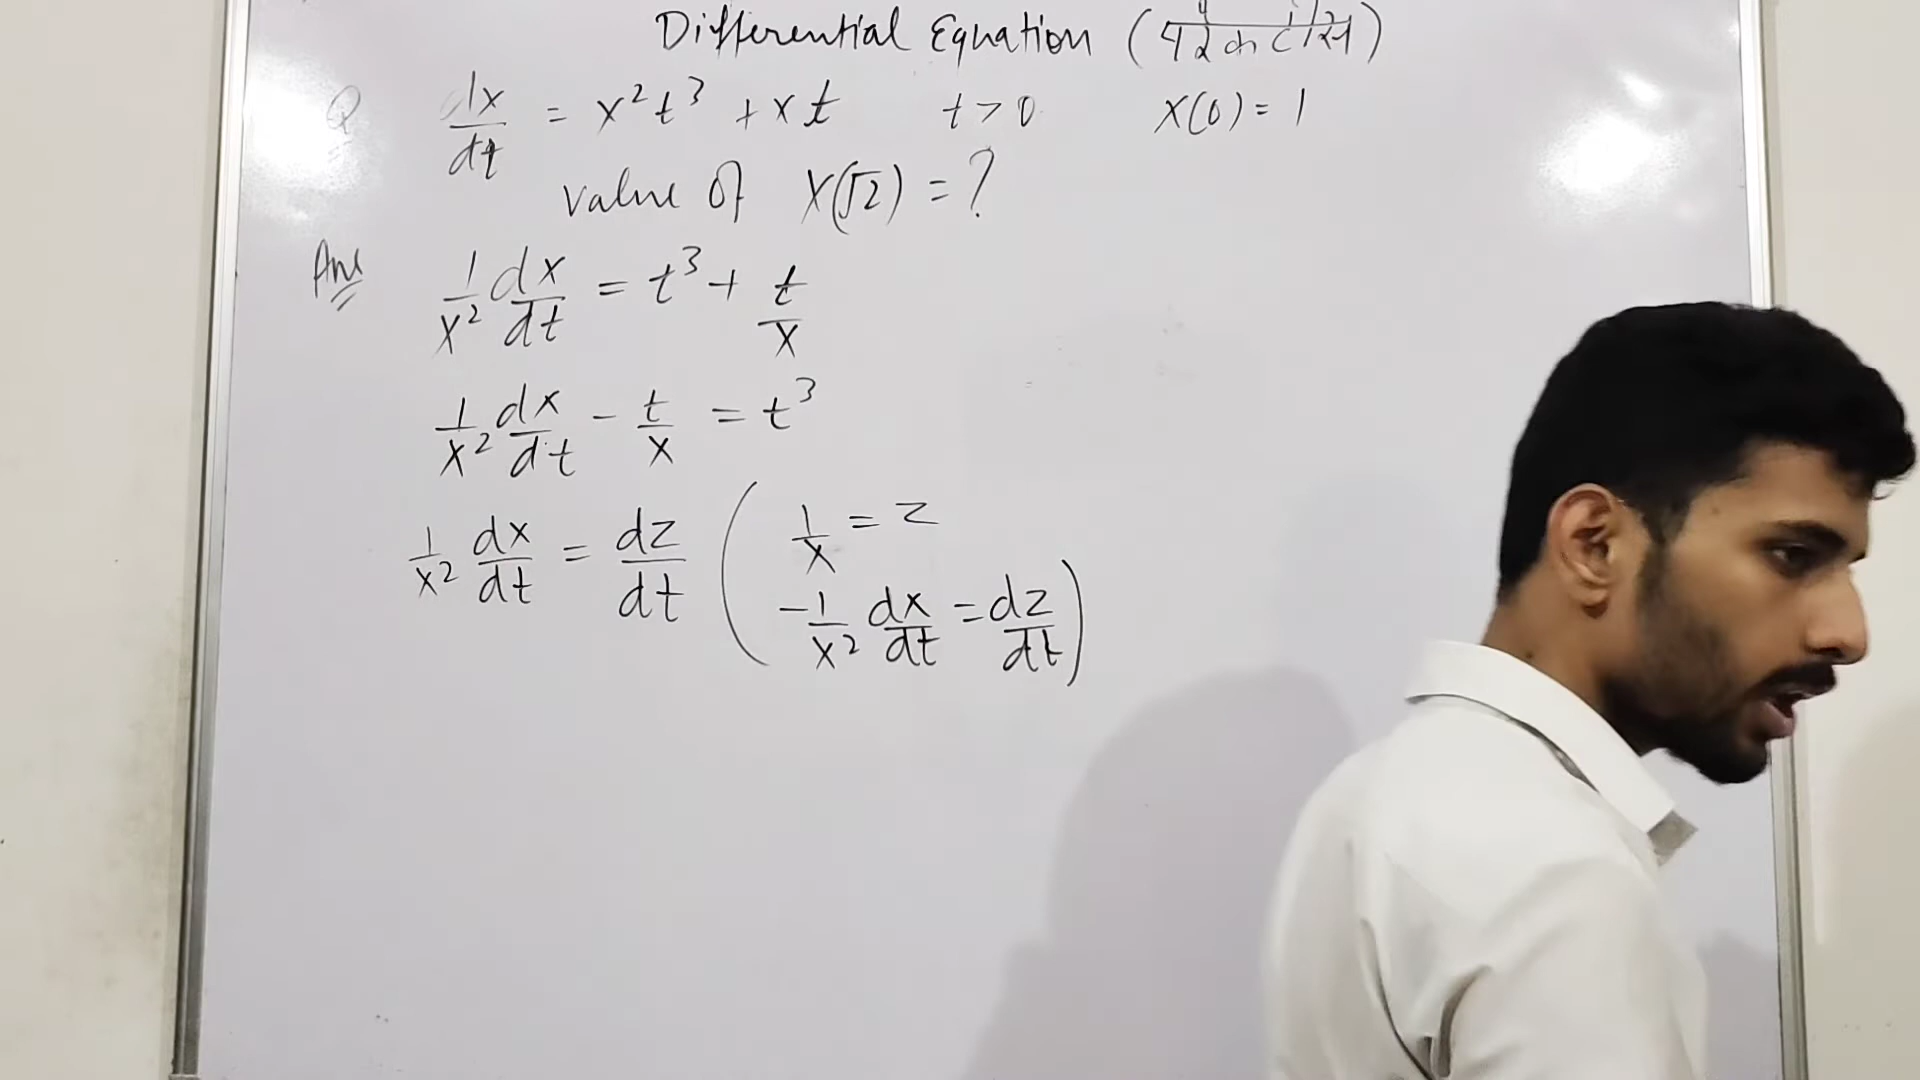 Differential Equation
Q dx/dt = x²t³ + xt t > 0 x(0) = 1
value of x(√2) = ?
Ans 1/x² dx/dt = t³ + t/x
1/x² dx/dt - t/x = t³
1/x² dx/dt = dz/dt ( 1/x = z
-1/x² dx/dt = dz/dt )